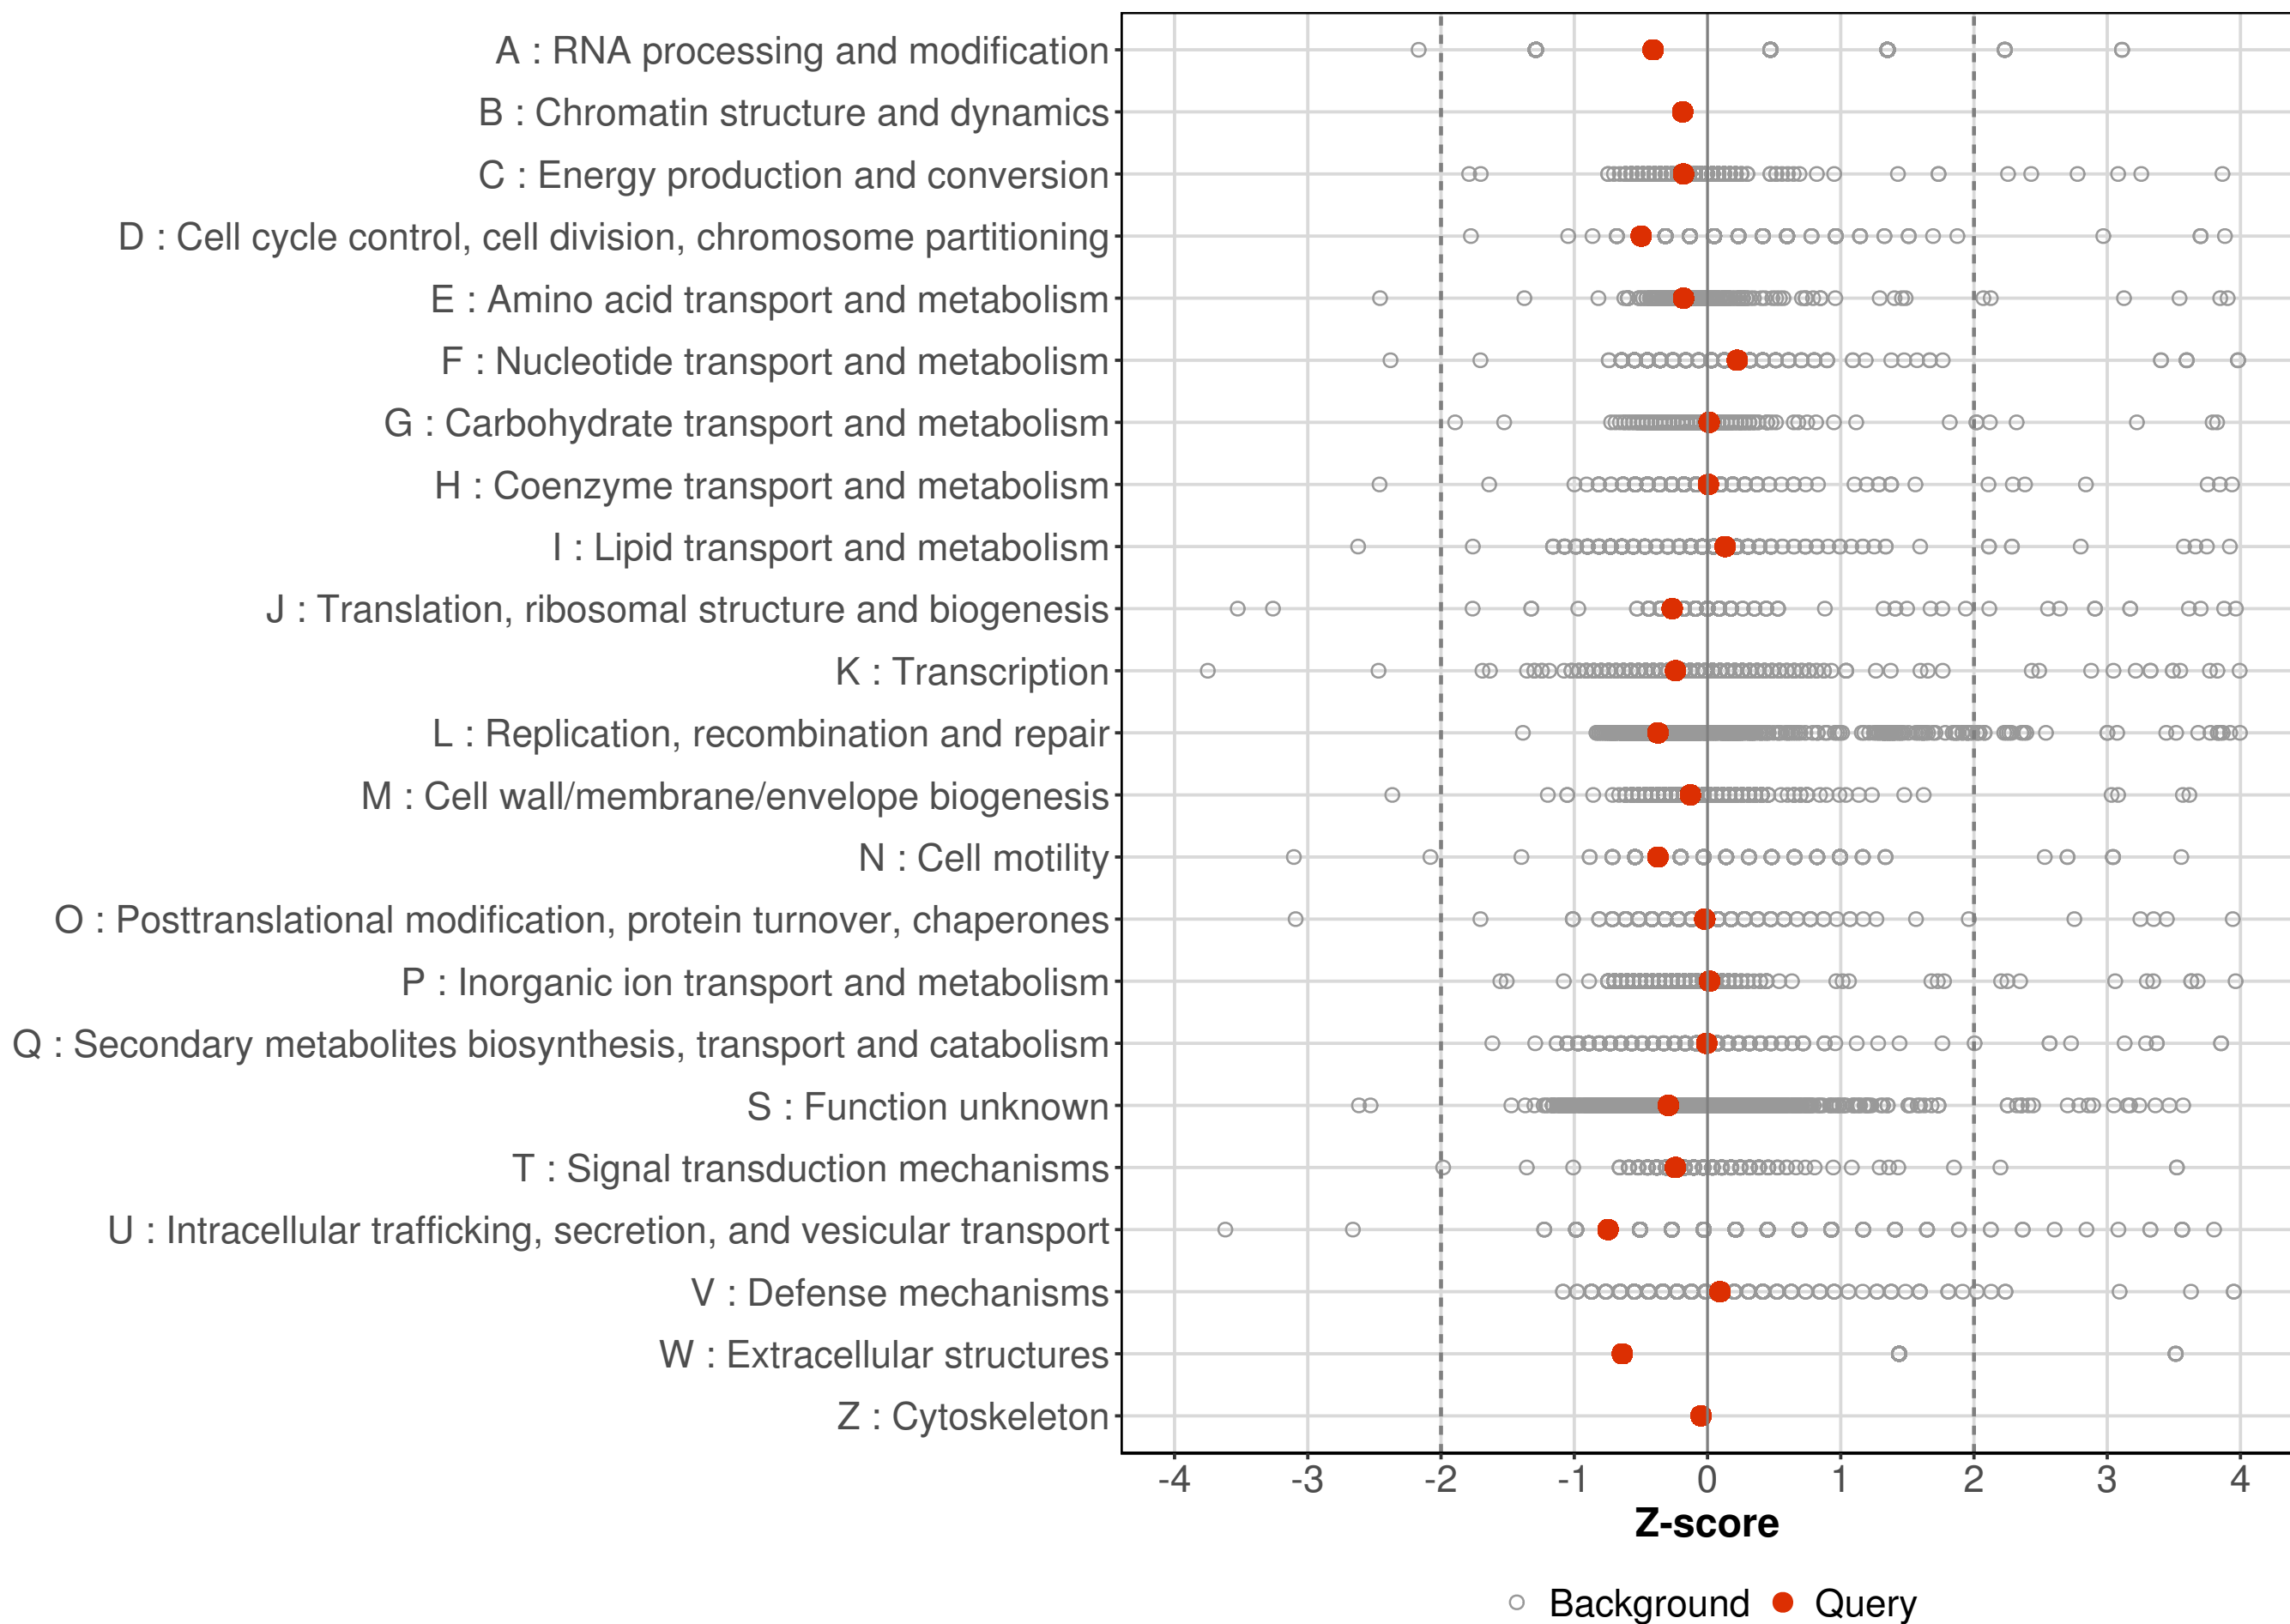 A : RNA processing and modification
B : Chromatin structure and dynamics
C : Energy production and conversion
D : Cell cycle control, cell division, chromosome partitioning
E : Amino acid transport and metabolism
F : Nucleotide transport and metabolism
G : Carbohydrate transport and metabolism
H : Coenzyme transport and metabolism
I : Lipid transport and metabolism
J : Translation, ribosomal structure and biogenesis
K : Transcription
L : Replication, recombination and repair
M : Cell wall/membrane/envelope biogenesis
N : Cell motility
O : Posttranslational modification, protein turnover, chaperones
P : Inorganic ion transport and metabolism
Q : Secondary metabolites biosynthesis, transport and catabolism
S : Function unknown
T : Signal transduction mechanisms
U : Intracellular trafficking, secretion, and vesicular transport
V : Defense mechanisms
W : Extracellular structures
Z : Cytoskeleton
-4 -3 -2 -1 0 1 2 3 4
Z-score
Background Query